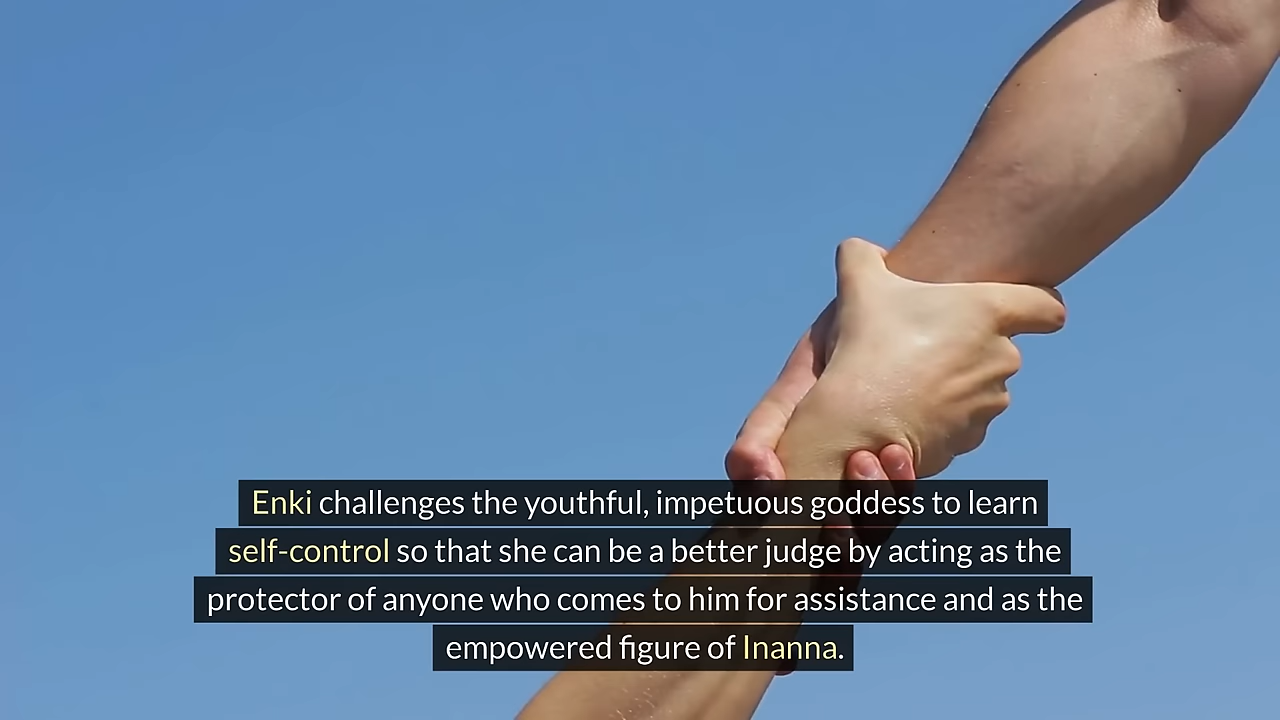 Enki challenges the youthful, impetuous goddess to learn
self-control so that she can be a better judge by acting as the
protector of anyone who comes to him for assistance and as the
empowered figure of Inanna.